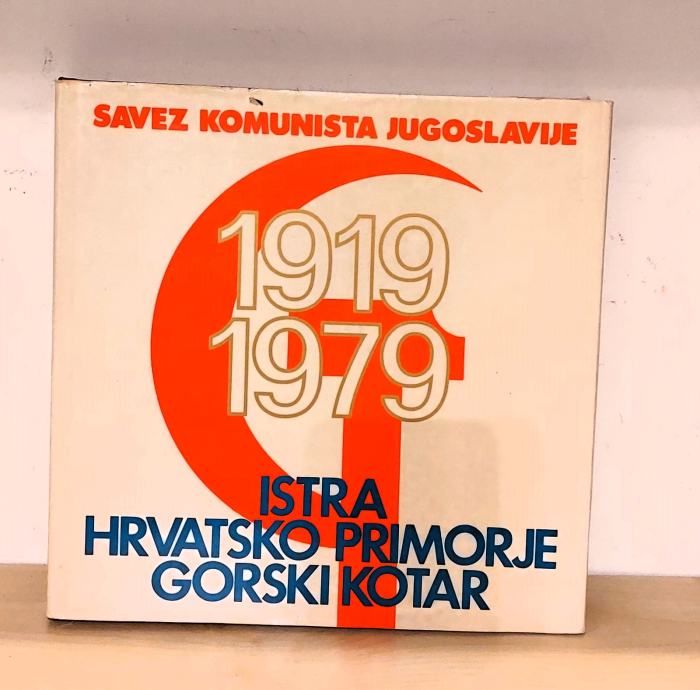 SAVEZ KOMUNISTA JUGOSLAVIJE
1919
1979
ISTRA
HRVATSKO PRIMORJE
GORSKI KOTAR